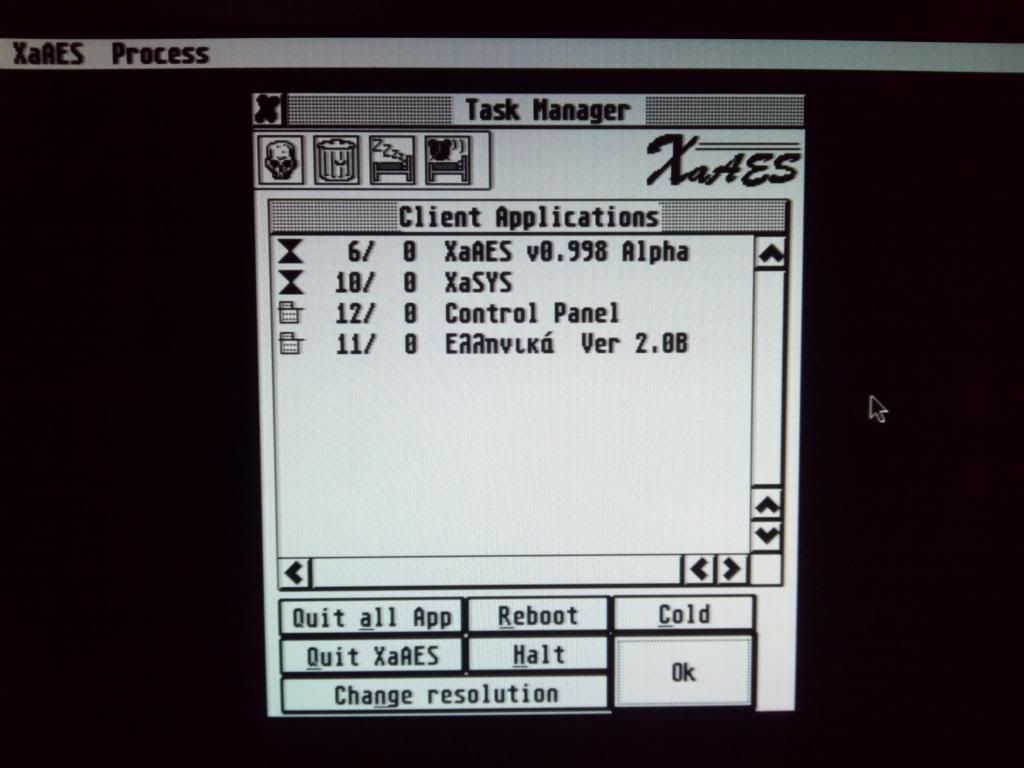 XaAES Process
Task Manager
Zzzz
XaAES
Client Applications
6/ 0 XaAES v0.998 Alpha
10/ 0 XaSYS
12/ 0 Control Panel
11/ 0 Ελληνικά Ver 2.0B
Quit all App Reboot Cold
Quit XaAES Halt
Ok
Change resolution